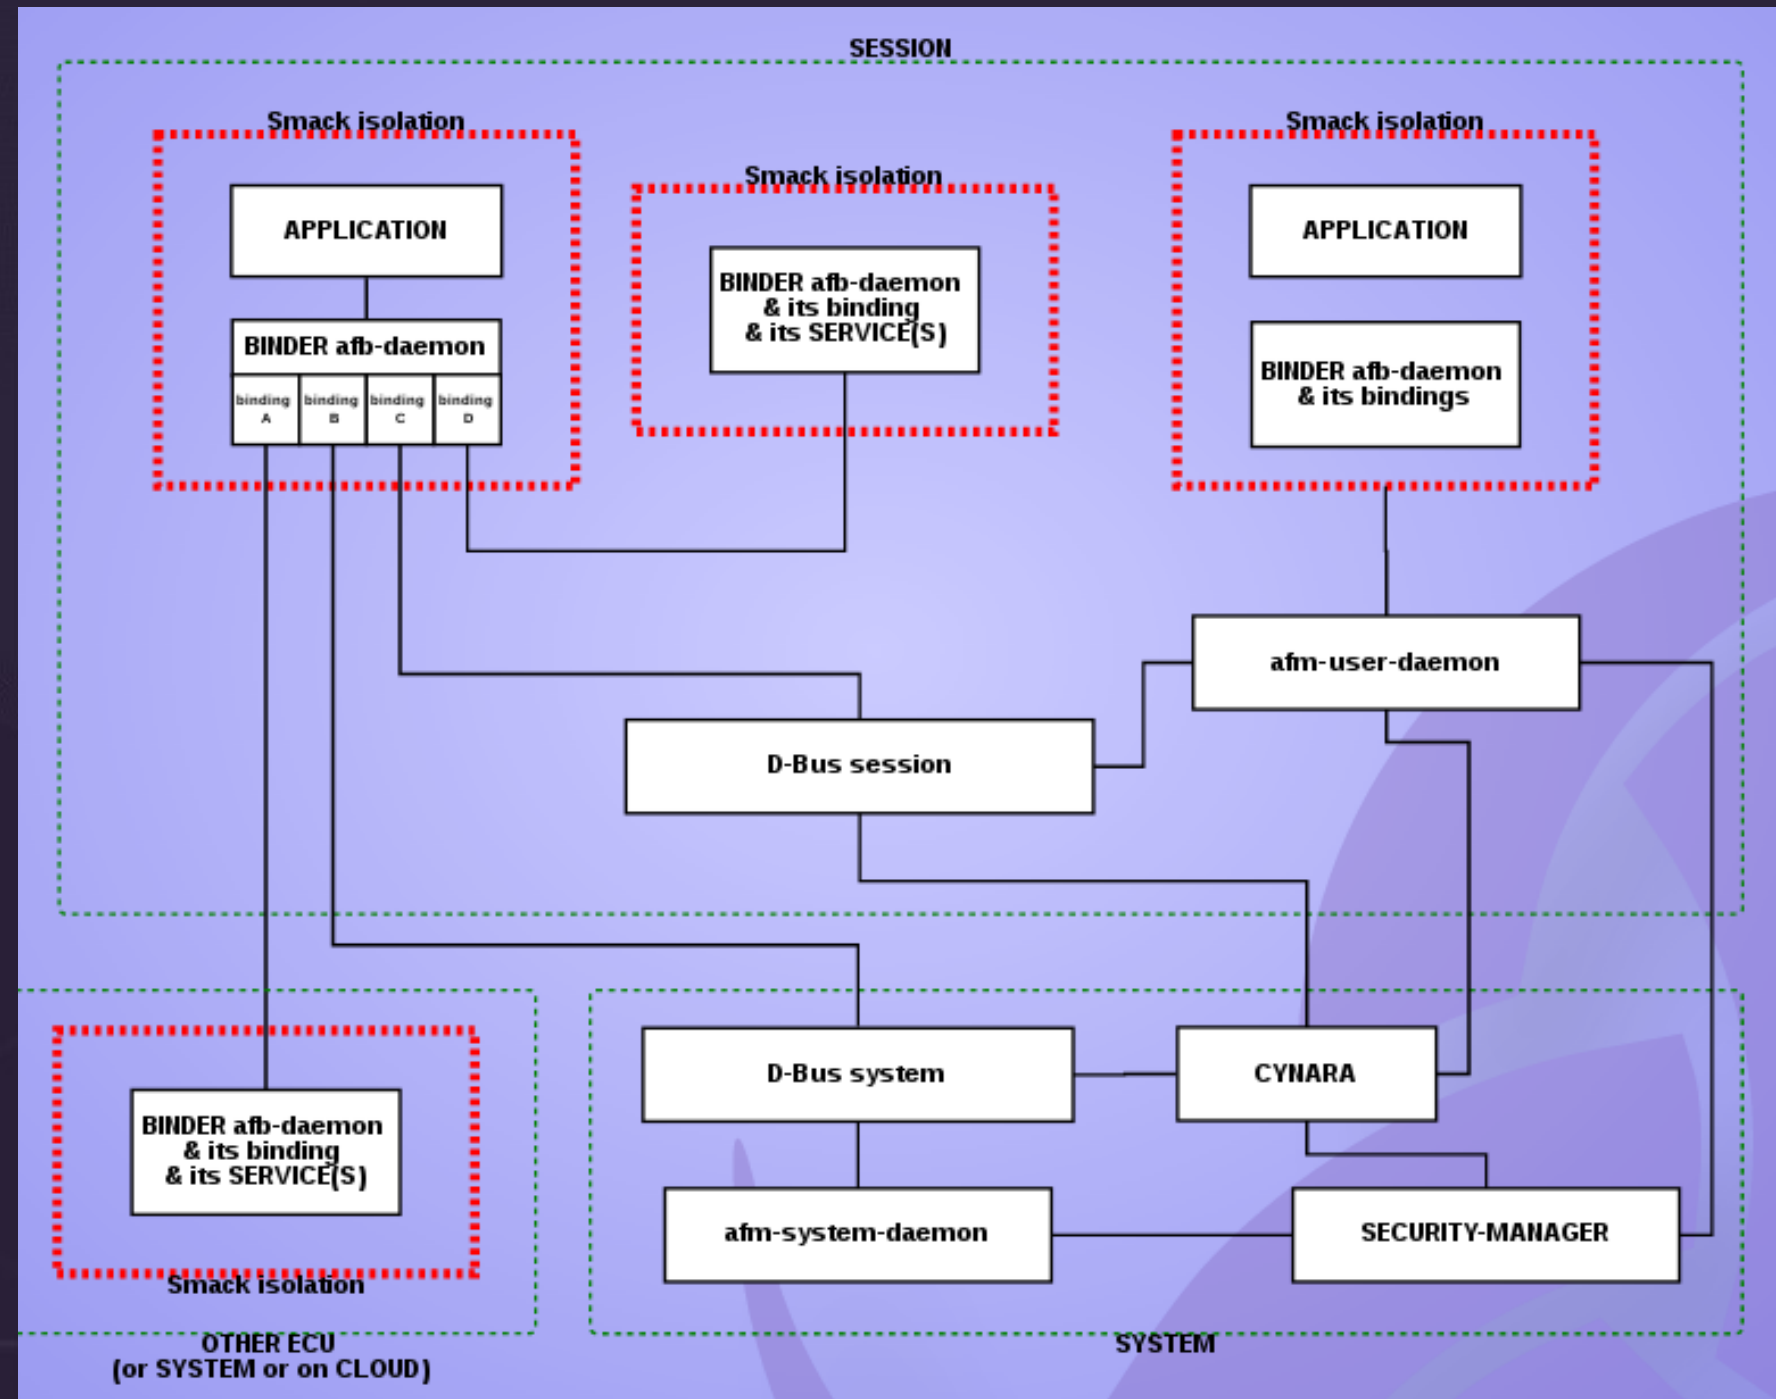 SESSION
Smack isolation
APPLICATION
BINDER afb-daemon
binding
A
binding
B
binding
C
binding
D
Smack isolation
BINDER afb-daemon
& its binding
& its SERVICE(S)
Smack isolation
APPLICATION
BINDER afb-daemon
& its bindings
afm-user-daemon
D-Bus session
BINDER afb-daemon
& its binding
& its SERVICE(S)
Smack isolation
OTHER ECU
(or SYSTEM or on CLOUD)
D-Bus system
CYNARA
afm-system-daemon
SECURITY-MANAGER
SYSTEM